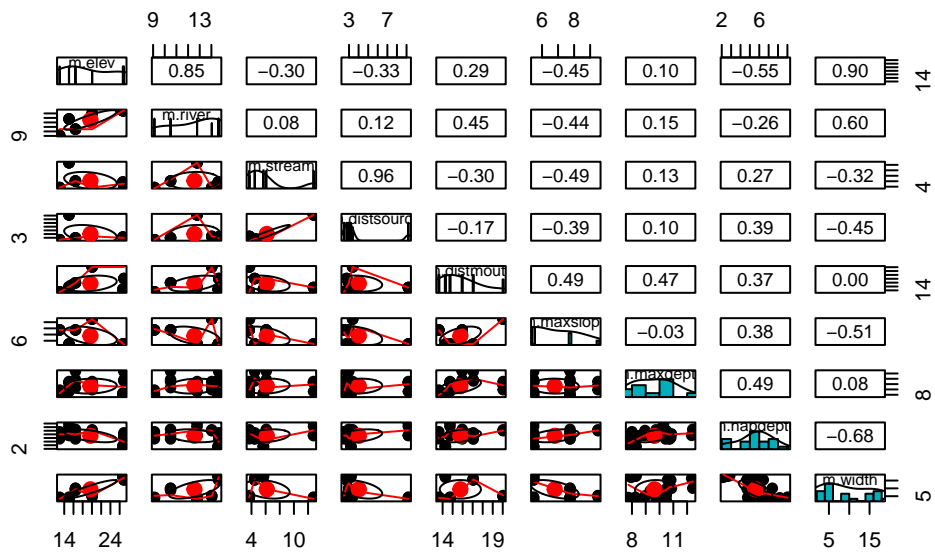 3 7 6 8
9 13 2 6
m.elev 0.85 −0.30 −0.33 0.29 −0.45 0.10 −0.55 0.90 14
9 m.river 0.08 0.12 0.45 −0.44 0.15 −0.26 0.60
m.stream 0.96 −0.30 −0.49 0.13 0.27 −0.32 4
3 distsourc −0.17 −0.39 0.10 0.39 −0.45
distmout 0.49 0.47 0.37 0.00 14
6 maxslop −0.03 0.38 −0.51
maxdept 0.49 0.08 8
2 −0.68
m.width 5
14 24 4 10 14 19 8 11 5 15